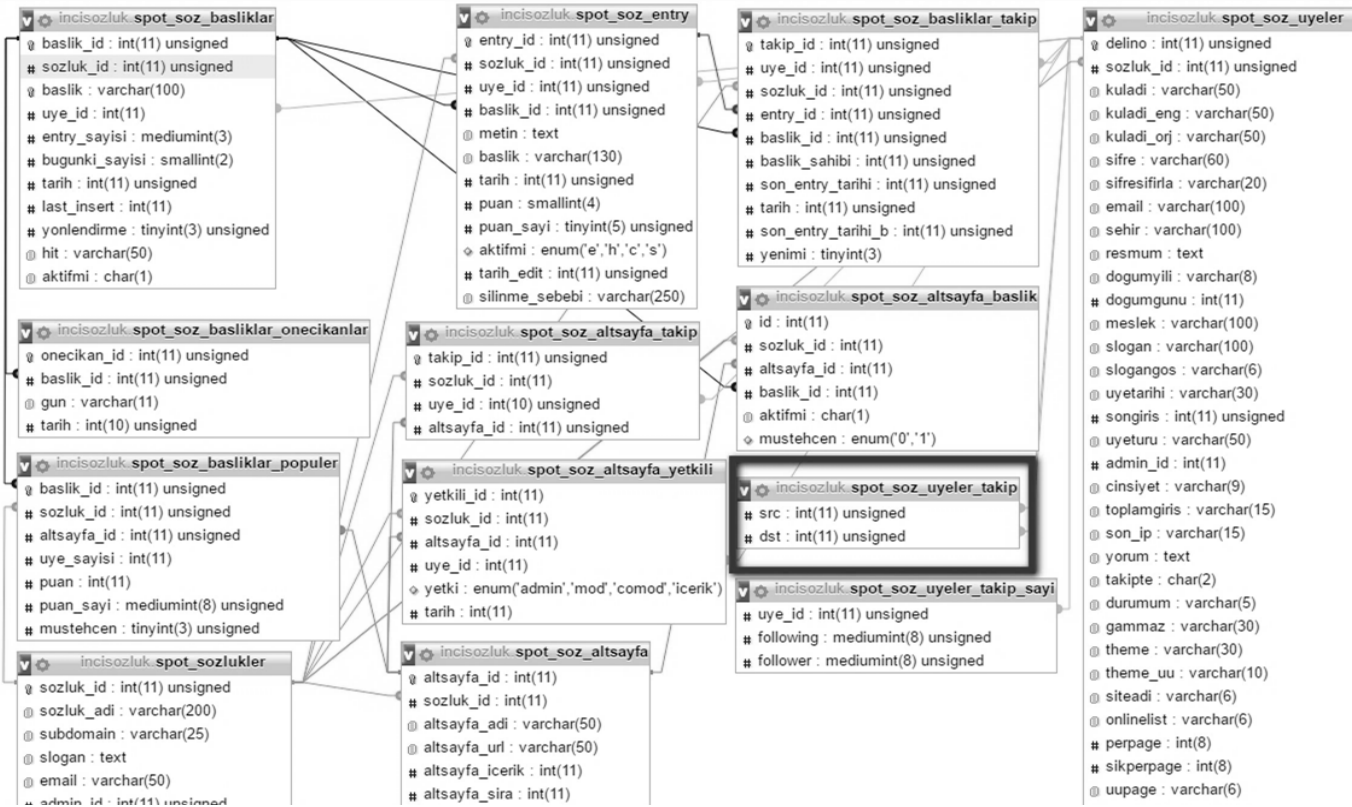 incisozluk.spot_soz_basliklar
baslik_id : int(11) unsigned
sozluk_id : int(11) unsigned
baslik : varchar(100)
uye_id : int(11)
entry_sayisi : mediumint(3)
bugunki_sayisi : smallint(2)
tarih : int(11) unsigned
last_insert : int(11)
yonlendirme : tinyint(3) unsigned
hit : varchar(50)
aktifmi : char(1)
incisozluk.spot_soz_basliklar_onecikanlar
onecikan_id : int(11) unsigned
baslik_id : int(11) unsigned
gun : varchar(11)
tarih : int(10) unsigned
incisozluk.spot_soz_basliklar_populer
baslik_id : int(11) unsigned
sozluk_id : int(11) unsigned
altsayfa_id : int(11) unsigned
uye_sayisi : int(11)
puan : int(11)
puan_sayi : mediumint(8) unsigned
mustehcen : tinyint(3) unsigned
incisozluk.spot_sozlukler
sozluk_id : int(11) unsigned
sozluk_adi : varchar(200)
subdomain : varchar(25)
slogan : text
email : varchar(50)
admin_id : int(11) unsigned
incisozluk.spot_soz_entry
entry_id : int(11) unsigned
sozluk_id : int(11) unsigned
uye_id : int(11) unsigned
baslik_id : int(11) unsigned
metin : text
baslik : varchar(130)
tarih : int(11) unsigned
puan : smallint(4)
puan_sayi : tinyint(5) unsigned
aktifmi : enum('e','h','c','s')
tarih_edit : int(11) unsigned
silinme_sebebi : varchar(250)
incisozluk.spot_soz_altsayfa_takip
takip_id : int(11) unsigned
sozluk_id : int(11)
uye_id : int(10) unsigned
altsayfa_id : int(11) unsigned
incisozluk.spot_soz_altsayfa_yetkili
yetkili_id : int(11)
sozluk_id : int(11)
altsayfa_id : int(11)
uye_id : int(11)
yetki : enum('admin','mod','comod','icerik')
tarih : int(11)
incisozluk.spot_soz_altsayfa
altsayfa_id : int(11)
sozluk_id : int(11)
altsayfa_adi : varchar(50)
altsayfa_url : varchar(50)
altsayfa_icerik : int(11)
altsayfa_sira : int(11)
incisozluk.spot_soz_basliklar_takip
takip_id : int(11) unsigned
uye_id : int(11) unsigned
sozluk_id : int(11) unsigned
entry_id : int(11) unsigned
baslik_id : int(11) unsigned
baslik_sahibi : int(11) unsigned
son_entry_tarihi : int(11) unsigned
tarih : int(11) unsigned
son_entry_tarihi_b : int(11) unsigned
yenimi : tinyint(3)
incisozluk.spot_soz_altsayfa_baslik
id : int(11)
sozluk_id : int(11)
altsayfa_id : int(11)
baslik_id : int(11)
aktifmi : char(1)
mustehcen : enum('0','1')
incisozluk.spot_soz_uyeler_takip
src : int(11) unsigned
dst : int(11) unsigned
incisozluk.spot_soz_uyeler_takip_sayi
uye_id : int(11) unsigned
following : mediumint(8) unsigned
follower : mediumint(8) unsigned
incisozluk.spot_soz_uyeler
delino : int(11) unsigned
sozluk_id : int(11) unsigned
kuladi : varchar(50)
kuladi_eng : varchar(50)
kuladi_orj : varchar(50)
sifre : varchar(60)
sifresifirla : varchar(20)
email : varchar(100)
sehir : varchar(100)
resmum : text
dogumyili : varchar(8)
dogumgunu : int(11)
meslek : varchar(100)
slogan : varchar(100)
slogangos : varchar(6)
uyetarihi : varchar(30)
songiris : int(11) unsigned
uyeturu : varchar(50)
admin_id : int(11)
cinsiyet : varchar(9)
toplamgiris : varchar(15)
son_ip : varchar(15)
yorum : text
takipte : char(2)
durumum : varchar(5)
gammaz : varchar(30)
theme : varchar(30)
theme_uu : varchar(10)
siteadi : varchar(6)
onlinelist : varchar(6)
perpage : int(8)
sikperpage : int(8)
uupage : varchar(6)